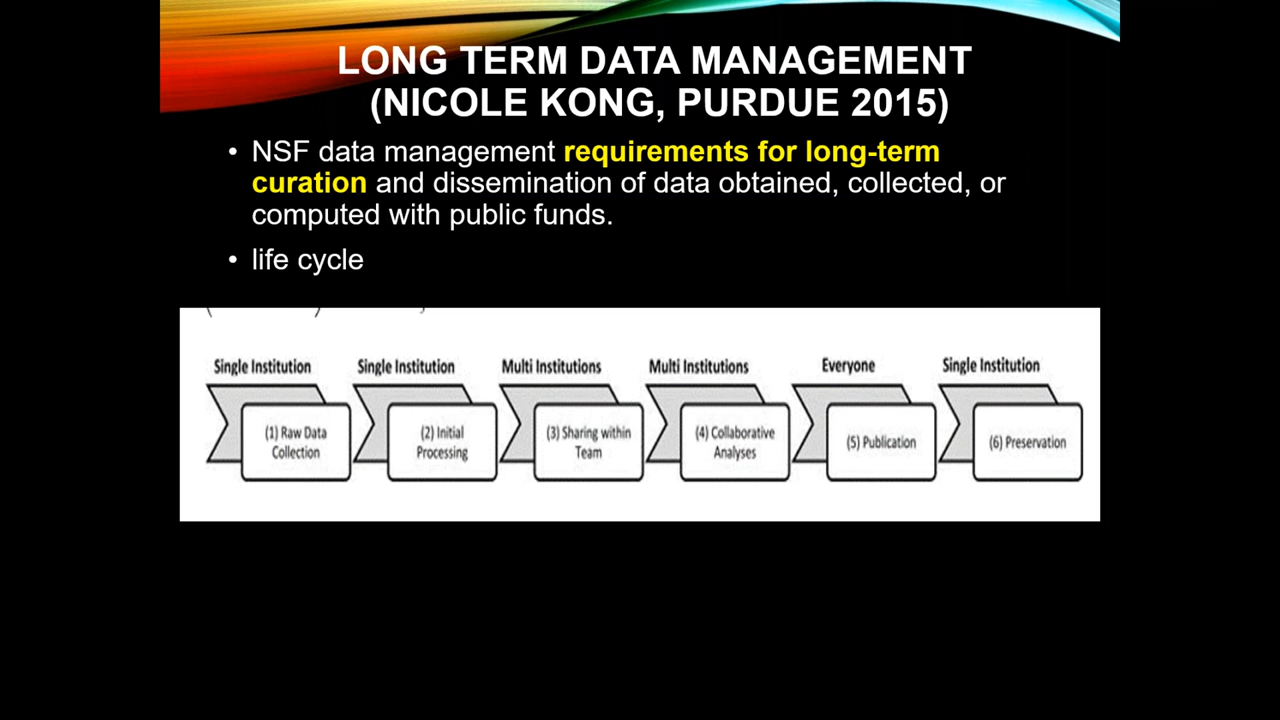 LONG TERM DATA MANAGEMENT
(NICOLE KONG, PURDUE 2015)
• NSF data management requirements for long-term
curation and dissemination of data obtained, collected, or
computed with public funds.
• life cycle
Single Institution
Single Institution
Multi Institutions
Multi Institutions
Everyone
Single Institution
(1) Raw Data
Collection
(2) Initial
Processing
(3) Sharing within
Team
(4) Collaborative
Analyses
(5) Publication
(6) Preservation